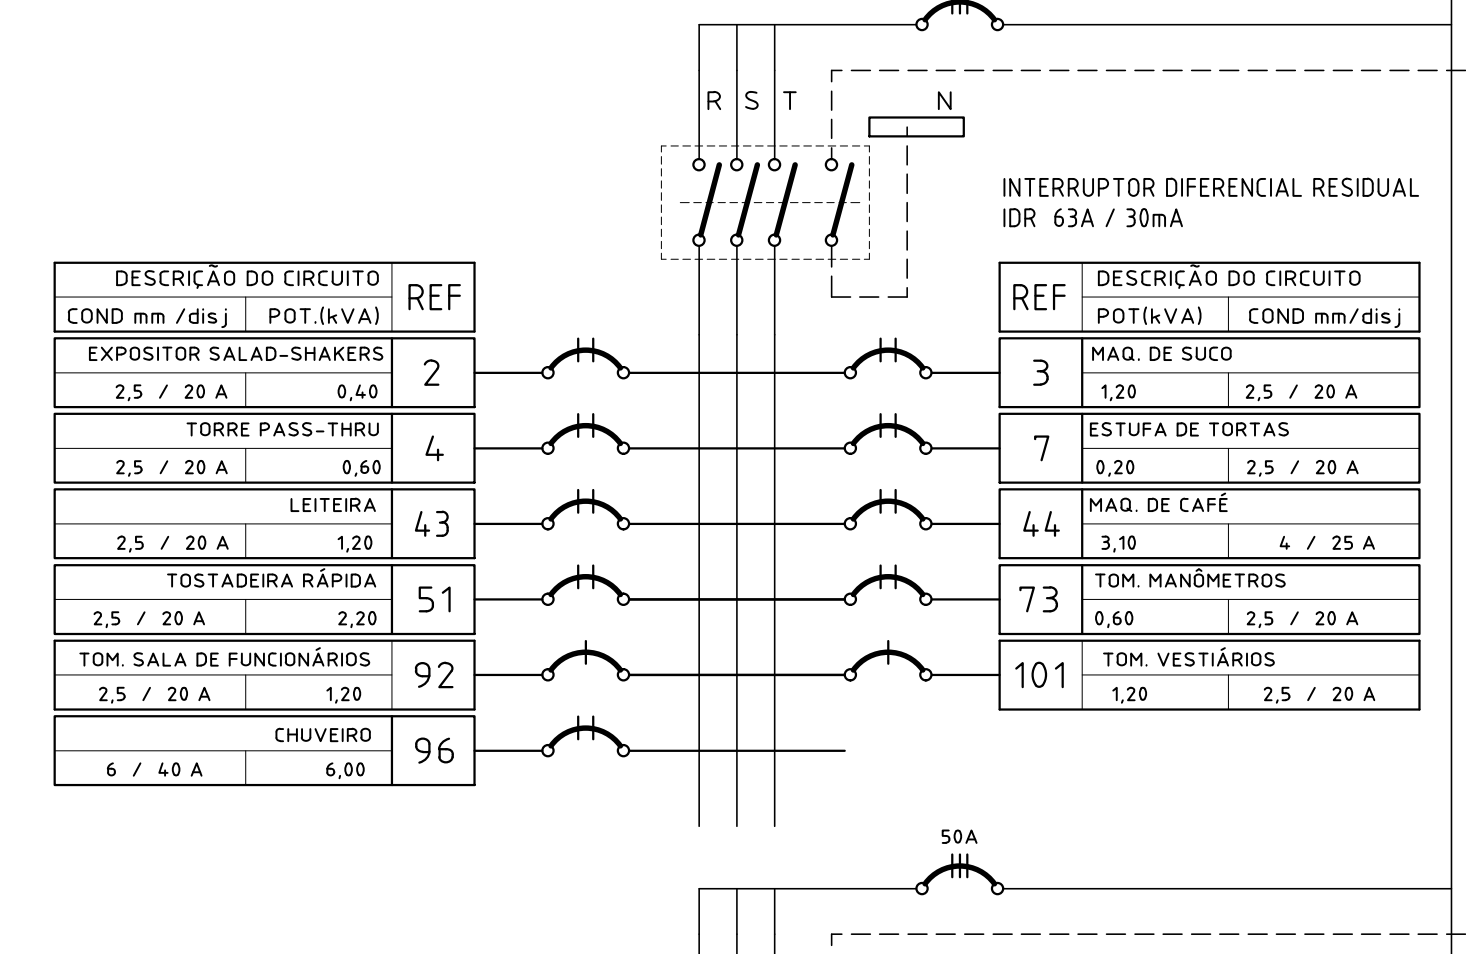 R S T
N
INTERRUPTOR DIFERENCIAL RESIDUAL
IDR 63A / 30mA
DESCRIÇÃO DO CIRCUITO
COND mm /disj POT.(kVA)
REF
EXPOSITOR SALAD-SHAKERS
2,5 / 20 A 0,40
2
TORRE PASS-THRU
2,5 / 20 A 0,60
4
LEITEIRA
2,5 / 20 A 1,20
43
TOSTADEIRA RÁPIDA
2,5 / 20 A 2,20
51
TOM. SALA DE FUNCIONÁRIOS
2,5 / 20 A 1,20
92
CHUVEIRO
6 / 40 A 6,00
96
REF
DESCRIÇÃO DO CIRCUITO
POT(kVA) COND mm/disj
3
MAQ. DE SUCO
1,20 2,5 / 20 A
7
ESTUFA DE TORTAS
0,20 2,5 / 20 A
44
MAQ. DE CAFÉ
3,10 4 / 25 A
73
TOM. MANÔMETROS
0,60 2,5 / 20 A
101
TOM. VESTIÁRIOS
1,20 2,5 / 20 A
50A